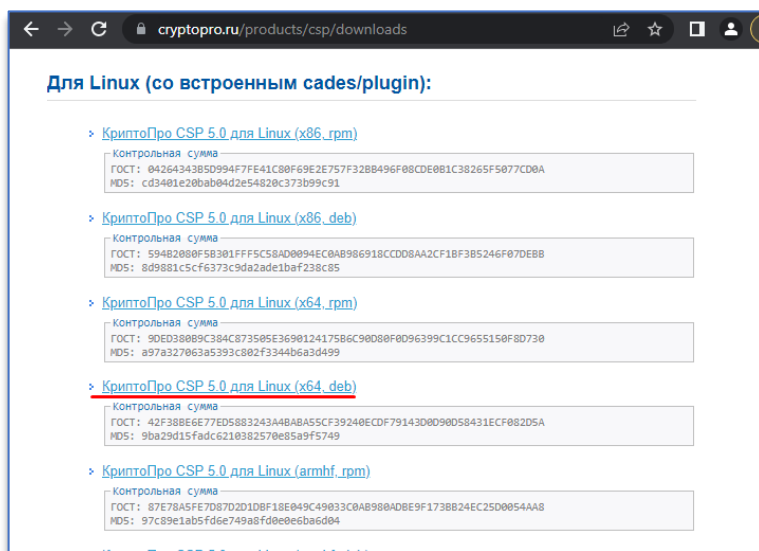 cryptopro.ru/products/csp/downloads
Для Linux (со встроенным cades/plugin):
КриптоПро CSP 5.0 для Linux (x86, rpm)
Контрольная сумма
ГОСТ: 04264343B5D994F7FE41C80F69E2E757F32BB496F08CDE0B1C38265F5077CD0A
MD5: cd3401e20bab04d2e54820c373b99c91
КриптоПро CSP 5.0 для Linux (x86, deb)
Контрольная сумма
ГОСТ: 594B2080F5B301FFF5C58AD0094EC0AB986918CCDD8AA2CF1BF3B5246F07DEBB
MD5: 8d9881c5cf6373c9da2ade1baf238c85
КриптоПро CSP 5.0 для Linux (x64, rpm)
Контрольная сумма
ГОСТ: 9DED380B9C384C873505E3690124175B6C90D80F0D96399C1CC9655150F8D730
MD5: a97a327063a5393c802f3344b6a3d499
КриптоПро CSP 5.0 для Linux (x64, deb)
Контрольная сумма
ГОСТ: 42F38BE6E77ED5883243A4BABA55CF39240ECDF79143D0D90D58431ECF082D5A
MD5: 9ba29d15fadc6210382570e85a9f5749
КриптоПро CSP 5.0 для Linux (armhf, rpm)
Контрольная сумма
ГОСТ: 87E78A5FE7D87D2D1DBF18E049C49033C0AB980ADBE9F173BB24EC25D0054AA8
MD5: 97c89e1ab5fd6e749a8fd0e0e6ba6d04